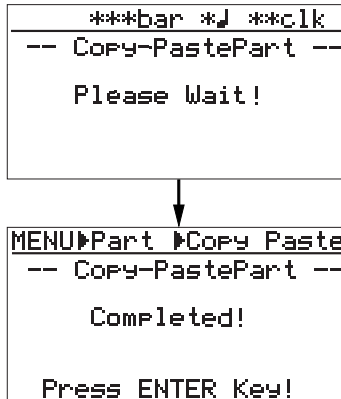 ***bar *♩ **clk
-- Copy-PastePart --
Please Wait!
MENU▶Part ▶Copy Paste
-- Copy-PastePart --
Completed!
Press ENTER Key!